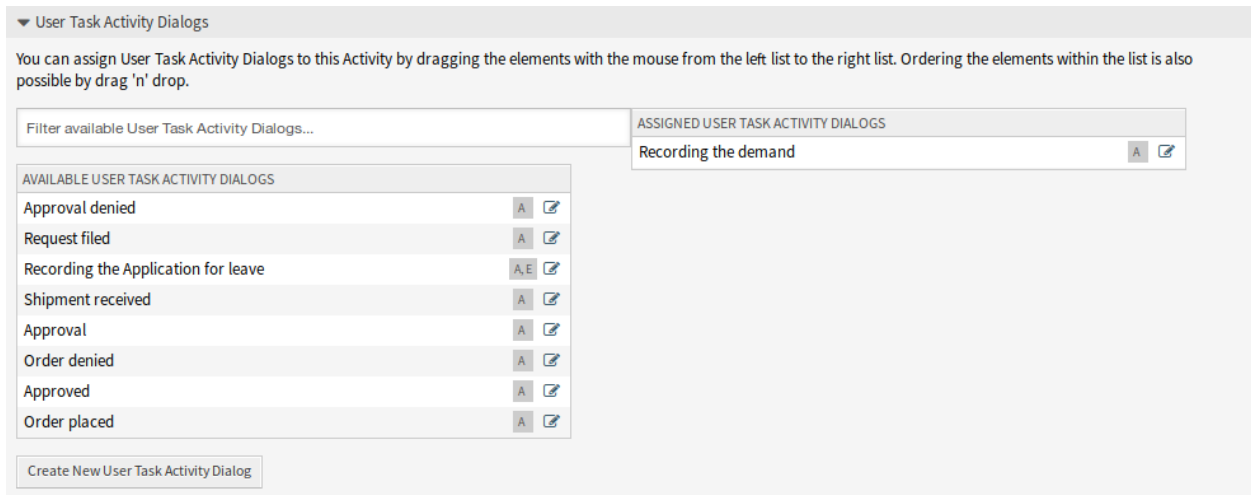 User Task Activity Dialogs
You can assign User Task Activity Dialogs to this Activity by dragging the elements with the mouse from the left list to the right list. Ordering the elements within the list is also
possible by drag 'n' drop.
Filter available User Task Activity Dialogs...
AVAILABLE USER TASK ACTIVITY DIALOGS
Approval denied A
Request filed A
Recording the Application for leave A, E
Shipment received A
Approval A
Order denied A
Approved A
Order placed A
Create New User Task Activity Dialog
ASSIGNED USER TASK ACTIVITY DIALOGS
Recording the demand A